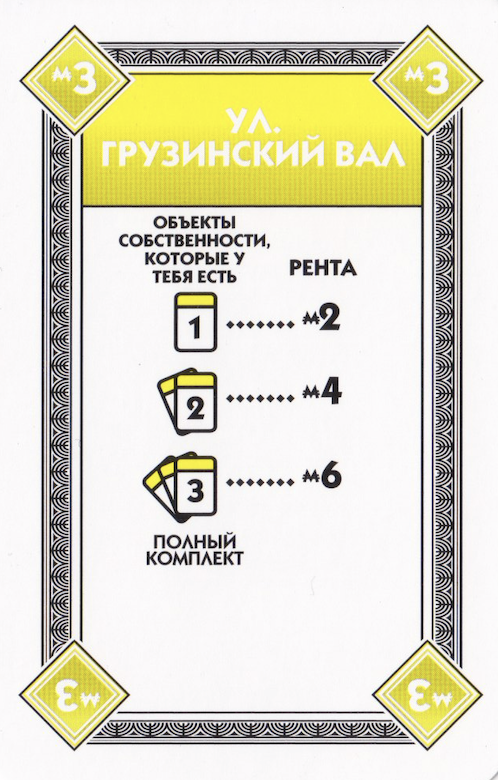 ₩3
₩3
УЛ.
ГРУЗИНСКИЙ ВАЛ
ОБЪЕКТЫ
СОБСТВЕННОСТИ,
КОТОРЫЕ У
ТЕБЯ ЕСТЬ
РЕНТА
1 ........ ₩2
2 ........ ₩4
3 ........ ₩6
ПОЛНЫЙ
КОМПЛЕКТ
₩3
₩3